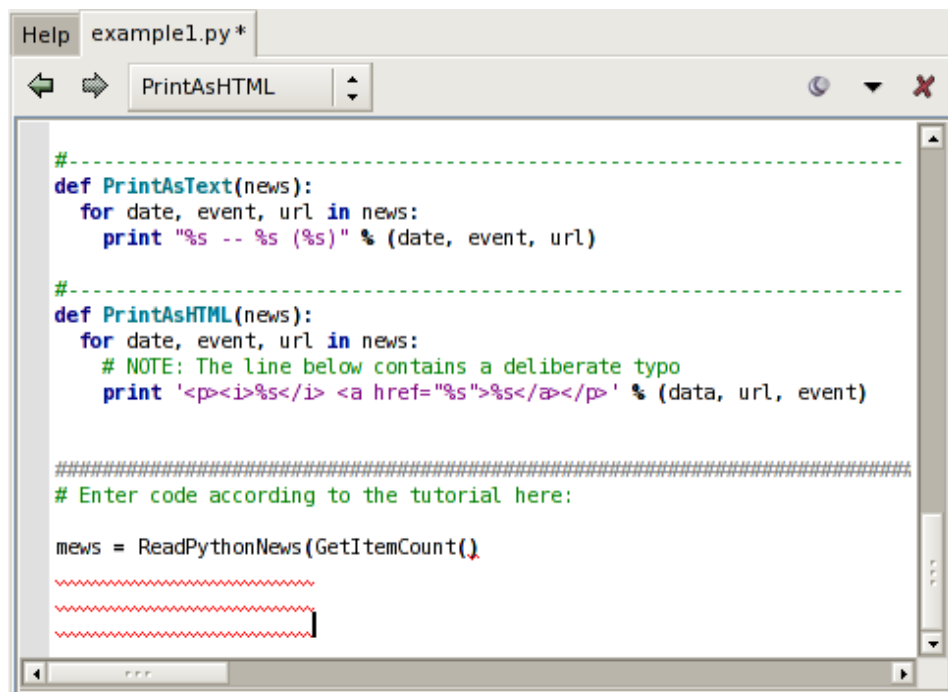 Help example1.py*
PrintAsHTML
#----------------------------------------------------------------------
def PrintAsText(news):
  for date, event, url in news:
    print "%s -- %s (%s)" % (date, event, url)
#----------------------------------------------------------------------
def PrintAsHTML(news):
  for date, event, url in news:
    # NOTE: The line below contains a deliberate typo
    print '<p><i>%s</i> <a href="%s">%s</a></p>' % (data, url, event)
########################################################################
# Enter code according to the tutorial here:
mews = ReadPythonNews(GetItemCount()